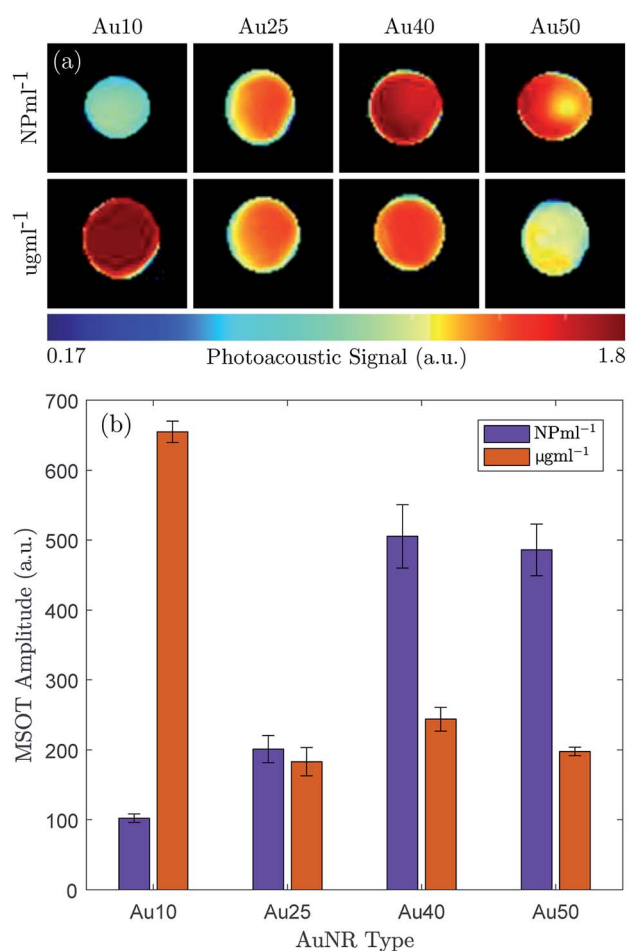 Au10 Au25 Au40 Au50
(a)
NPml⁻¹
ugml⁻¹
0.17 Photoacoustic Signal (a.u.) 1.8
(b)
NPml⁻¹
µgml⁻¹
700
600
500
400
300
200
100
0
MSOT Amplitude (a.u.)
Au10 Au25 Au40 Au50
AuNR Type